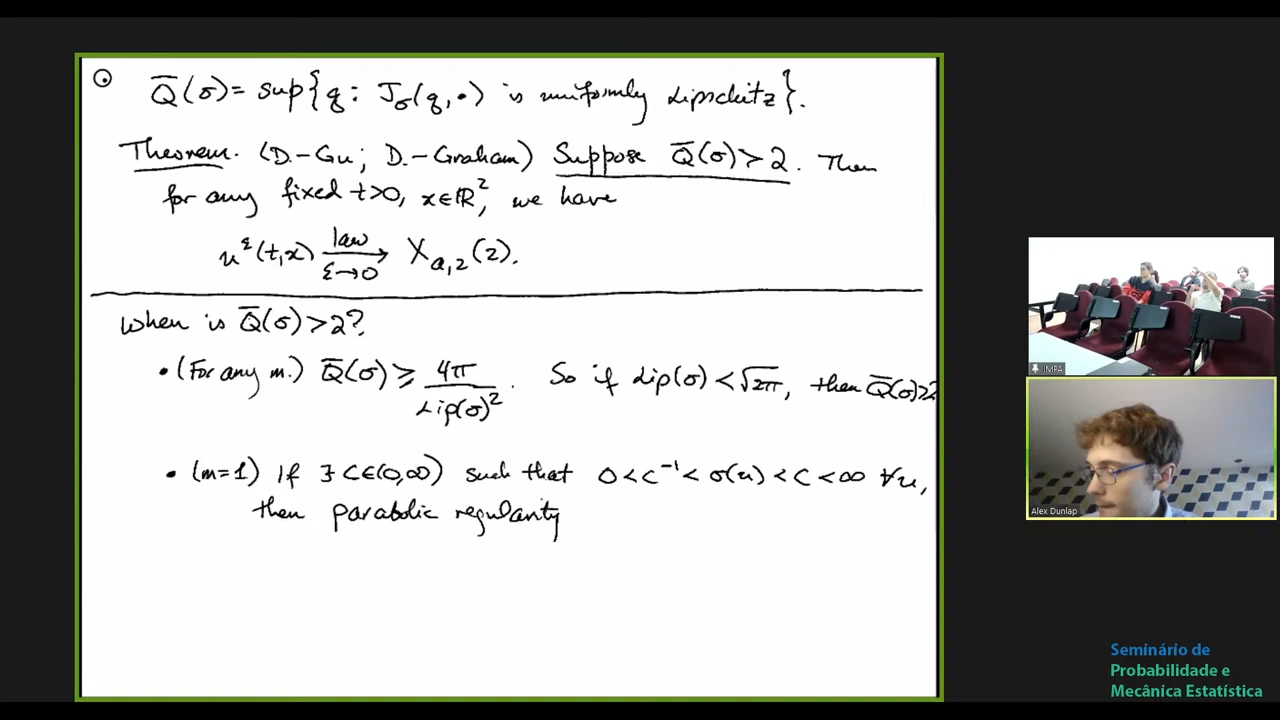 ⊙ Q̄(σ) = sup{q : J_σ(q,•) is uniformly Lipschitz}.
Theorem. (D.-Gu; D.-Graham) Suppose Q̄(σ) > 2. Then
for any fixed t>0, x∈ℝ², we have
u^ε(t,x) law→ ε→0 X_{a,2}(2).
When is Q̄(σ) > 2?
• (For any m.) Q̄(σ) ≥ 4π / Lip(σ)². So if Lip(σ) < √2π, then Q̄(σ)>2
• (m=1) If ∃ C∈(0,∞) such that 0 < C⁻¹ < σ(u) < C < ∞ ∀u,
then parabolic regularity
IMPA
Alex Dunlap
Seminário de
Probabilidade e
Mecânica Estatística